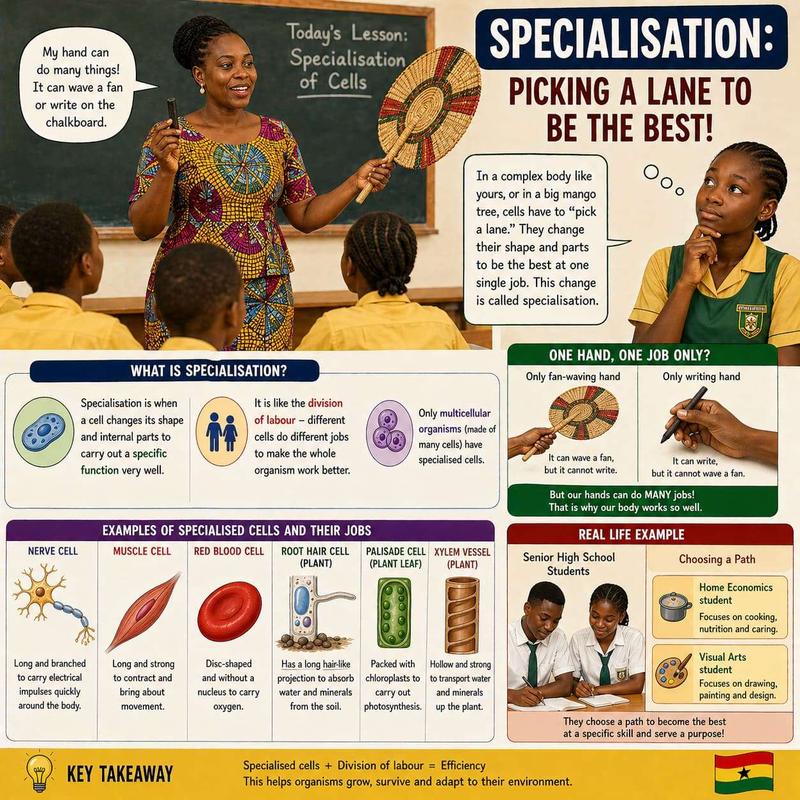 My hand can
do many things!
It can wave a fan
or write on the
chalkboard.
Today's Lesson:
Specialisation
of Cells
SPECIALISATION:
PICKING A LANE TO
BE THE BEST!
In a complex body like
yours, or in a big mango
tree, cells have to “pick
a lane.” They change
their shape and parts
to be the best at one
single job. This change
is called specialisation.
WHAT IS SPECIALISATION?
Specialisation is when
a cell changes its shape
and internal parts to
carry out a specific
function very well.
It is like the division
of labour – different
cells do different jobs
to make the whole
organism work better.
Only multicellular
organisms (made of
many cells) have
specialised cells.
ONE HAND, ONE JOB ONLY?
Only fan-waving hand
It can wave a fan,
but it cannot write.
Only writing hand
It can write,
but it cannot wave a fan.
But our hands can do MANY jobs!
That is why our body works so well.
EXAMPLES OF SPECIALISED CELLS AND THEIR JOBS
NERVE CELL
Long and branched
to carry electrical
impulses quickly
around the body.
MUSCLE CELL
Long and strong
to contract and
bring about
movement.
RED BLOOD CELL
Disc-shaped
and without a
nucleus to carry
oxygen.
ROOT HAIR CELL
(PLANT)
Has a long hair-like
projection to absorb
water and minerals
from the soil.
PALISADE CELL
(PLANT LEAF)
Packed with
chloroplasts to
carry out
photosynthesis.
XYLEM VESSEL
(PLANT)
Hollow and strong
to transport water
and minerals
up the plant.
REAL LIFE EXAMPLE
Senior High School
Students
Choosing a Path
Home Economics
student
Focuses on cooking,
nutrition and caring.
Visual Arts
student
Focuses on drawing,
painting and design.
They choose a path to become the best
at a specific skill and serve a purpose!
KEY TAKEAWAY
Specialised cells + Division of labour = Efficiency
This helps organisms grow, survive and adapt to their environment.